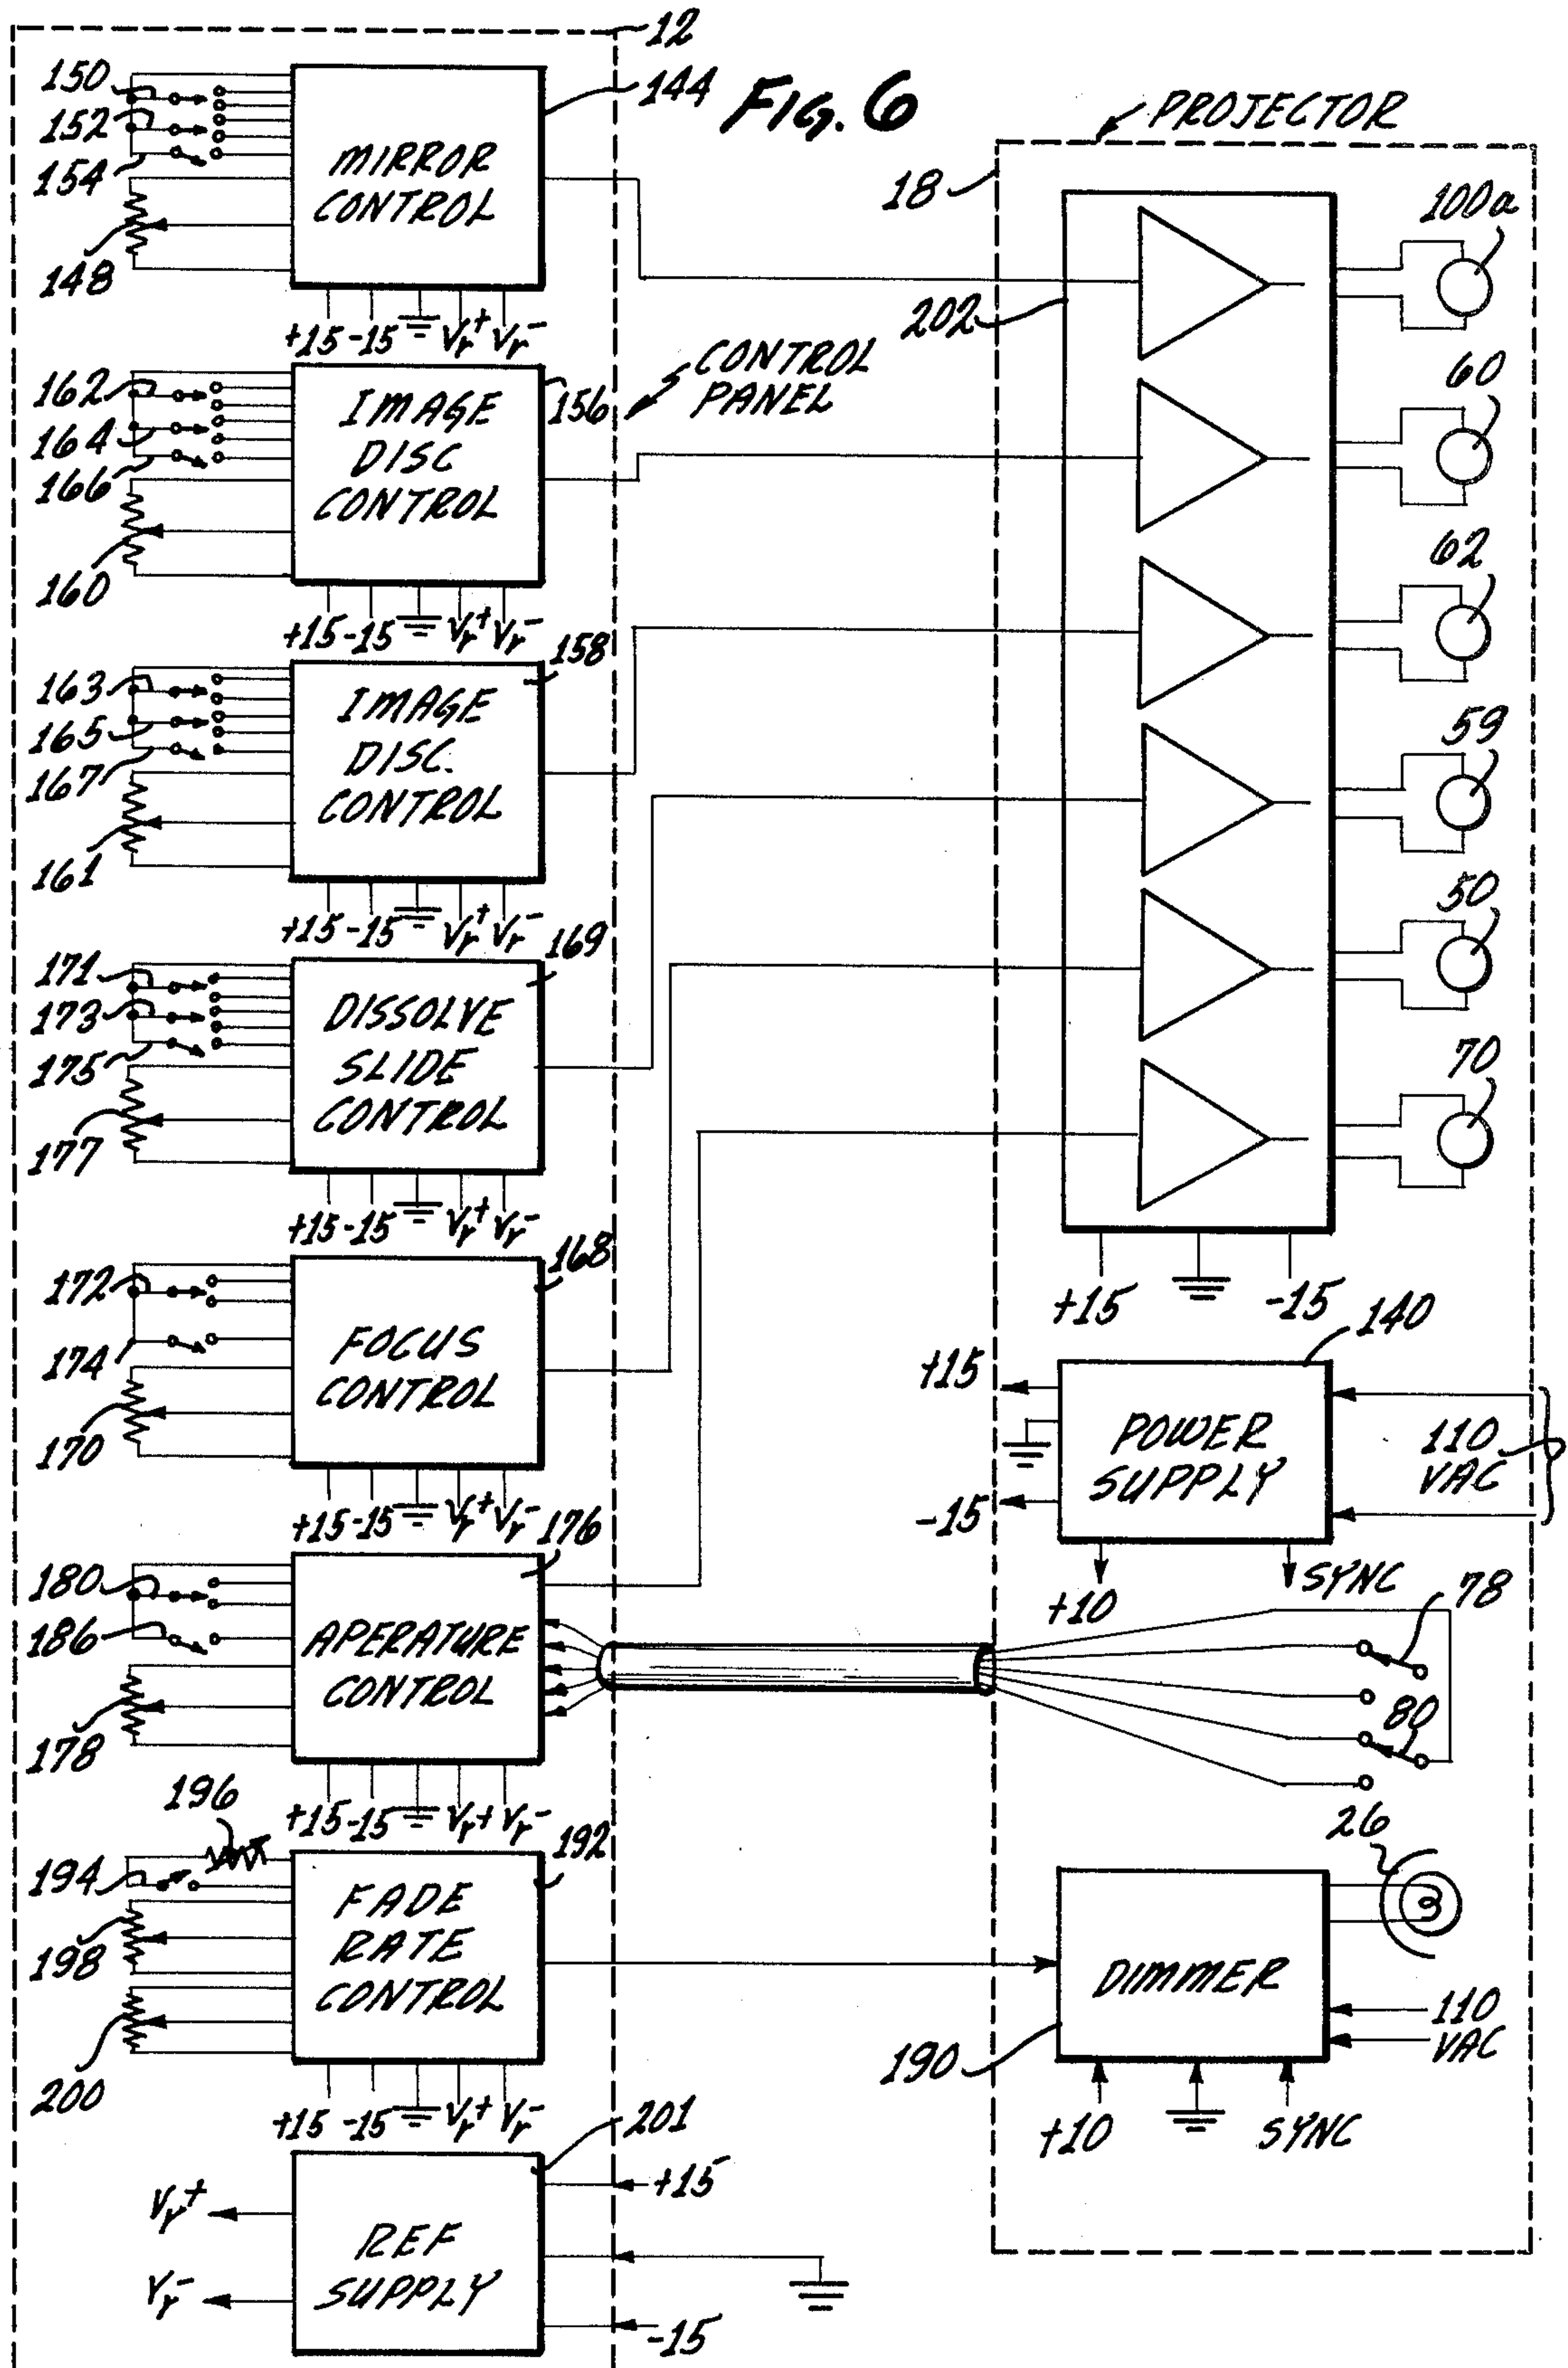 FIG. 6
12
150
152
154
148
144
MIRROR
CONTROL
+15 -15 Vr+ Vr-
CONTROL
PANEL
162
164
166
160
156
IMAGE
DISC
CONTROL
+15 -15 Vr+ Vr-
163
165
167
161
158
IMAGE
DISC.
CONTROL
+15 -15 Vr+ Vr-
171
173
175
177
169
DISSOLVE
SLIDE
CONTROL
+15 -15 Vr+ Vr-
172
174
170
168
FOCUS
CONTROL
+15 -15 Vr+ Vr-
180
186
178
176
APERATURE
CONTROL
+15 -15 Vr+ Vr-
196
194
198
200
192
FADE
RATE
CONTROL
+15 -15 Vr+ Vr-
201
Vr+
Vr-
REF
SUPPLY
+15
-15
PROJECTOR
18
202
100a
60
62
59
50
70
+15 -15
140
+15
-15
POWER
SUPPLY
110
VAC
+10
SYNC
78
80
26
DIMMER
190
110
VAC
+10
SYNC